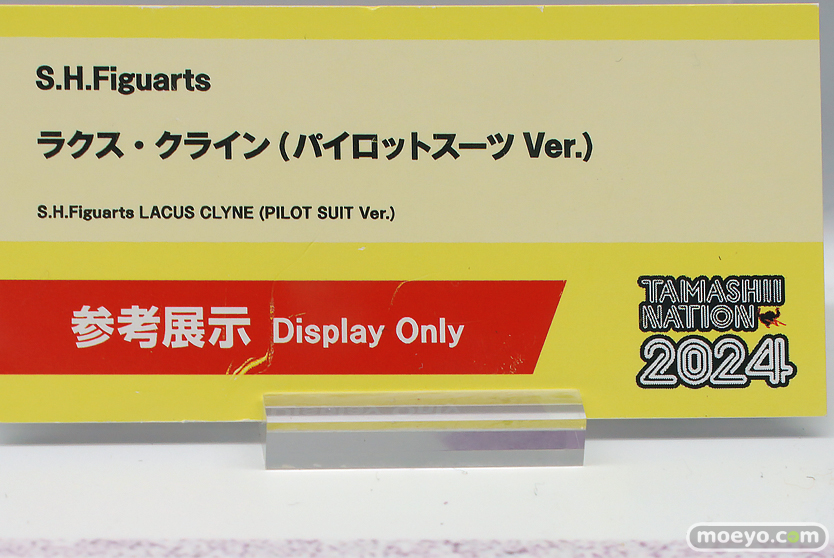 S.H.Figuarts
ラクス・クライン(パイロットスーツ Ver.)
S.H.Figuarts LACUS CLYNE (PILOT SUIT Ver.)
参考展示 Display Only
TAMASHII
NATION
2024
moeyo.com